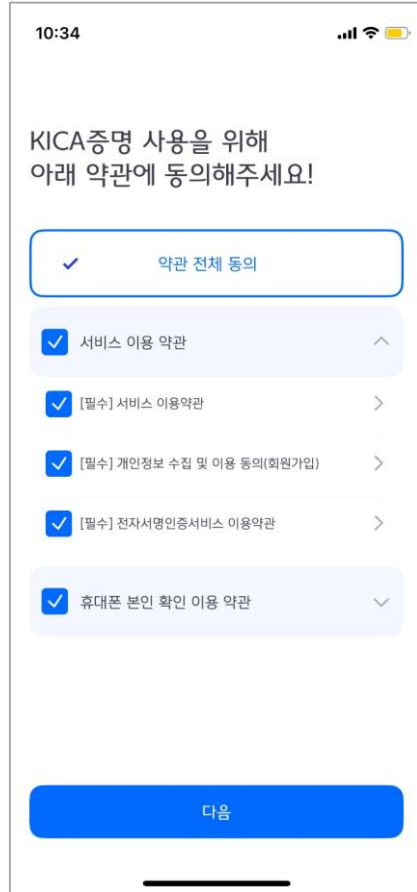 10:34
KICA증명 사용을 위해
아래 약관에 동의해주세요!
약관 전체 동의
서비스 이용 약관
[필수] 서비스 이용약관
[필수] 개인정보 수집 및 이용 동의(회원가입)
[필수] 전자서명인증서비스 이용약관
휴대폰 본인 확인 이용 약관
다음